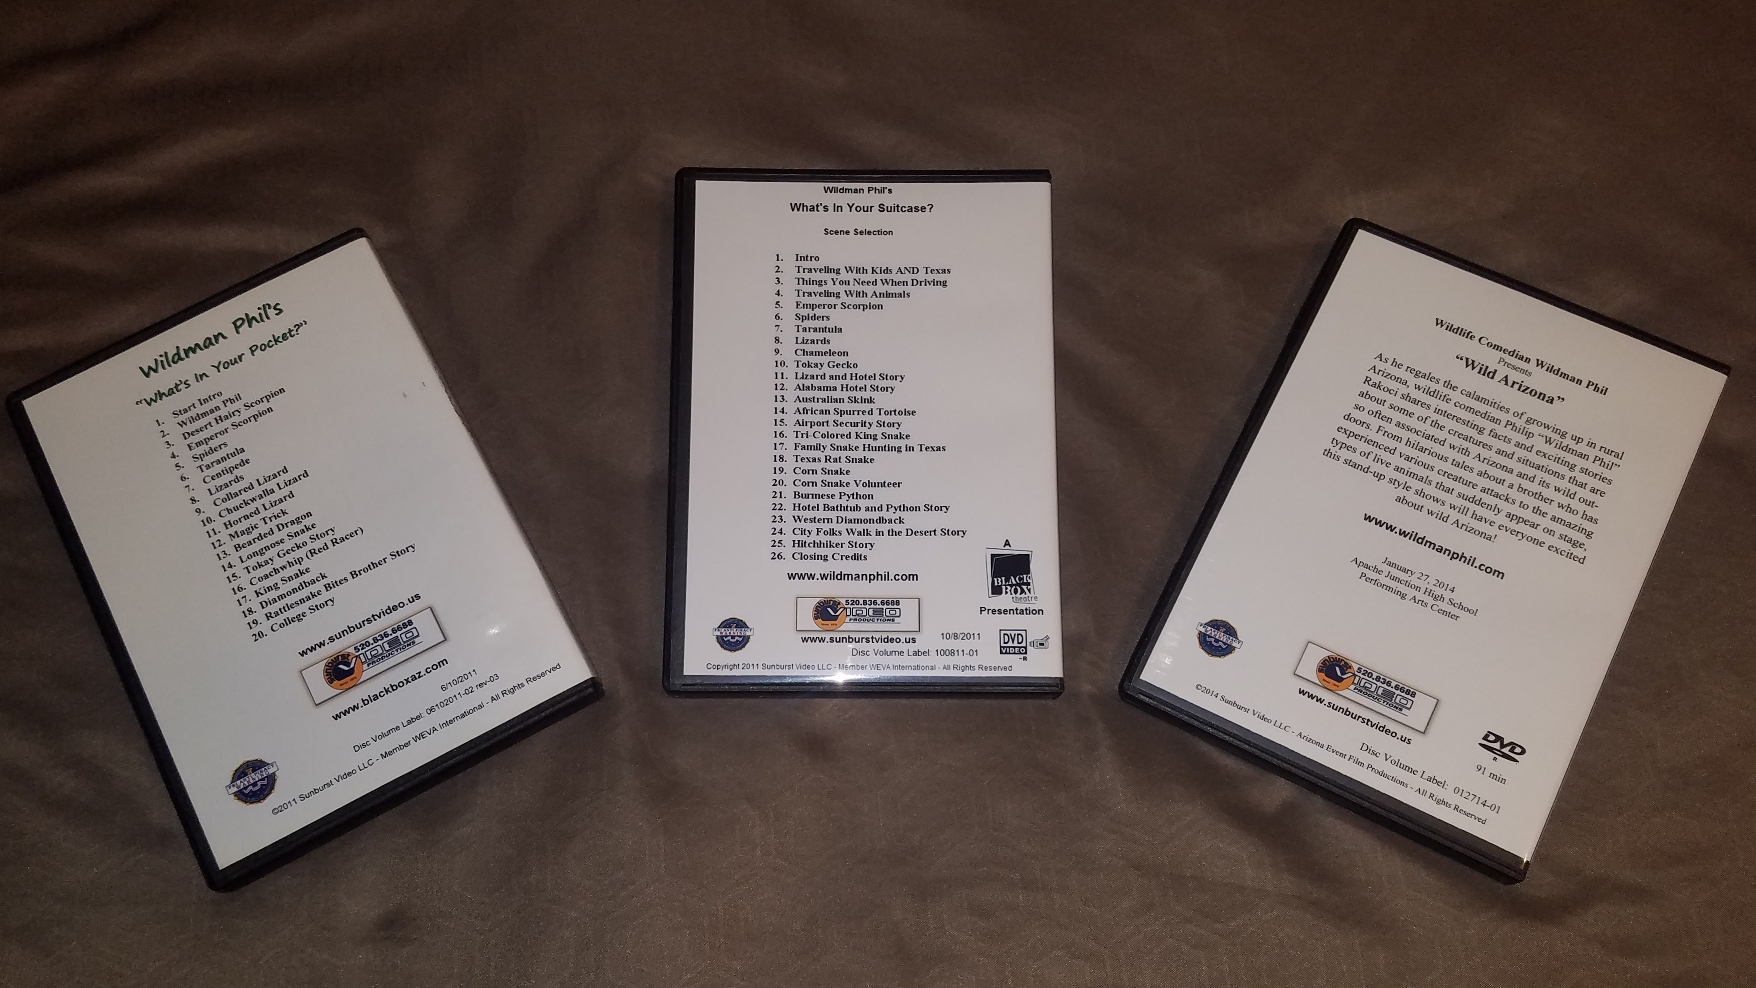 Wildman Phil's
"What's In Your Pocket?"
1. Start Intro
2. Wildman Phil
3. Desert Hairy Scorpion
4. Emperor Scorpion
5. Spiders
6. Tarantula
7. Centipede
8. Lizards
9. Collared Lizard
10. Chuckwalla Lizard
11. Horned Lizard
12. Magic Trick
13. Bearded Dragon
14. Longnose Snake
15. Tokay Gecko Story
16. Coachwhip (Red Racer)
17. King Snake
18. Diamondback
19. Rattlesnake Bites Brother Story
20. College Story
www.sunburstvideo.us
520.836.6688
sunburst VIDEO
PRODUCTIONS
www.blackboxaz.com
6/10/2011
Disc Volume Label: 06102011-02 rev-03
©2011 Sunburst Video LLC - Member WEVA International - All Rights Reserved
Wildman Phil's
What's In Your Suitcase?
Scene Selection
1. Intro
2. Traveling With Kids AND Texas
3. Things You Need When Driving
4. Traveling With Animals
5. Emperor Scorpion
6. Spiders
7. Tarantula
8. Lizards
9. Chameleon
10. Tokay Gecko
11. Lizard and Hotel Story
12. Alabama Hotel Story
13. Australian Skink
14. African Spurred Tortoise
15. Airport Security Story
16. Tri-Colored King Snake
17. Family Snake Hunting in Texas
18. Texas Rat Snake
19. Corn Snake
20. Corn Snake Volunteer
21. Burmese Python
22. Hotel Bathtub and Python Story
23. Western Diamondback
24. City Folks Walk in the Desert Story
25. Hitchhiker Story
26. Closing Credits
www.wildmanphil.com
A
BLACK
BOX
theatre
Presentation
520.836.6688
sunburst VIDEO
PRODUCTIONS
www.sunburstvideo.us
10/8/2011
DVD
VIDEO
-R
Disc Volume Label: 100811-01
Copyright 2011 Sunburst Video LLC - Member WEVA International - All Rights Reserved
Wildlife Comedian Wildman Phil
Presents
"Wild Arizona"
As he regales the calamities of growing up in rural
Arizona, wildlife comedian Philip "Wildman Phil"
Rakoci shares interesting facts and exciting stories
about some of the creatures and situations that are
so often associated with Arizona and its wild out-
doors. From hilarious tales about a brother who has
experienced various creature attacks to the amazing
types of live animals that suddenly appear on stage,
this stand-up style shows will have everyone excited
about wild Arizona!
www.wildmanphil.com
January 27, 2014
Apache Junction High School
Performing Arts Center
520.836.6688
sunburst VIDEO
PRODUCTIONS
www.sunburstvideo.us
DVD
R
91 min
Disc Volume Label: 012714-01
©2014 Sunburst Video LLC - Arizona Event Film Productions - All Rights Reserved